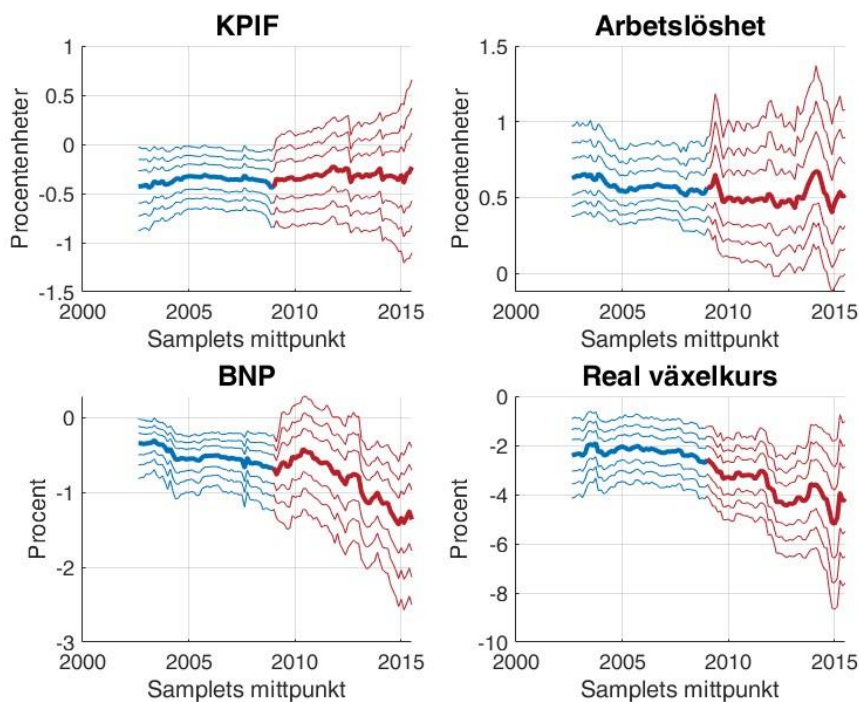 KPIF
Procentenheter
1
0.5
0
-0.5
-1
-1.5
2000 2005 2010 2015
Samplets mittpunkt
Arbetslöshet
Procentenheter
1.5
1
0.5
0
2000 2005 2010 2015
Samplets mittpunkt
BNP
Procent
0
-1
-2
-3
2000 2005 2010 2015
Samplets mittpunkt
Real växelkurs
Procent
0
-2
-4
-6
-8
-10
2000 2005 2010 2015
Samplets mittpunkt